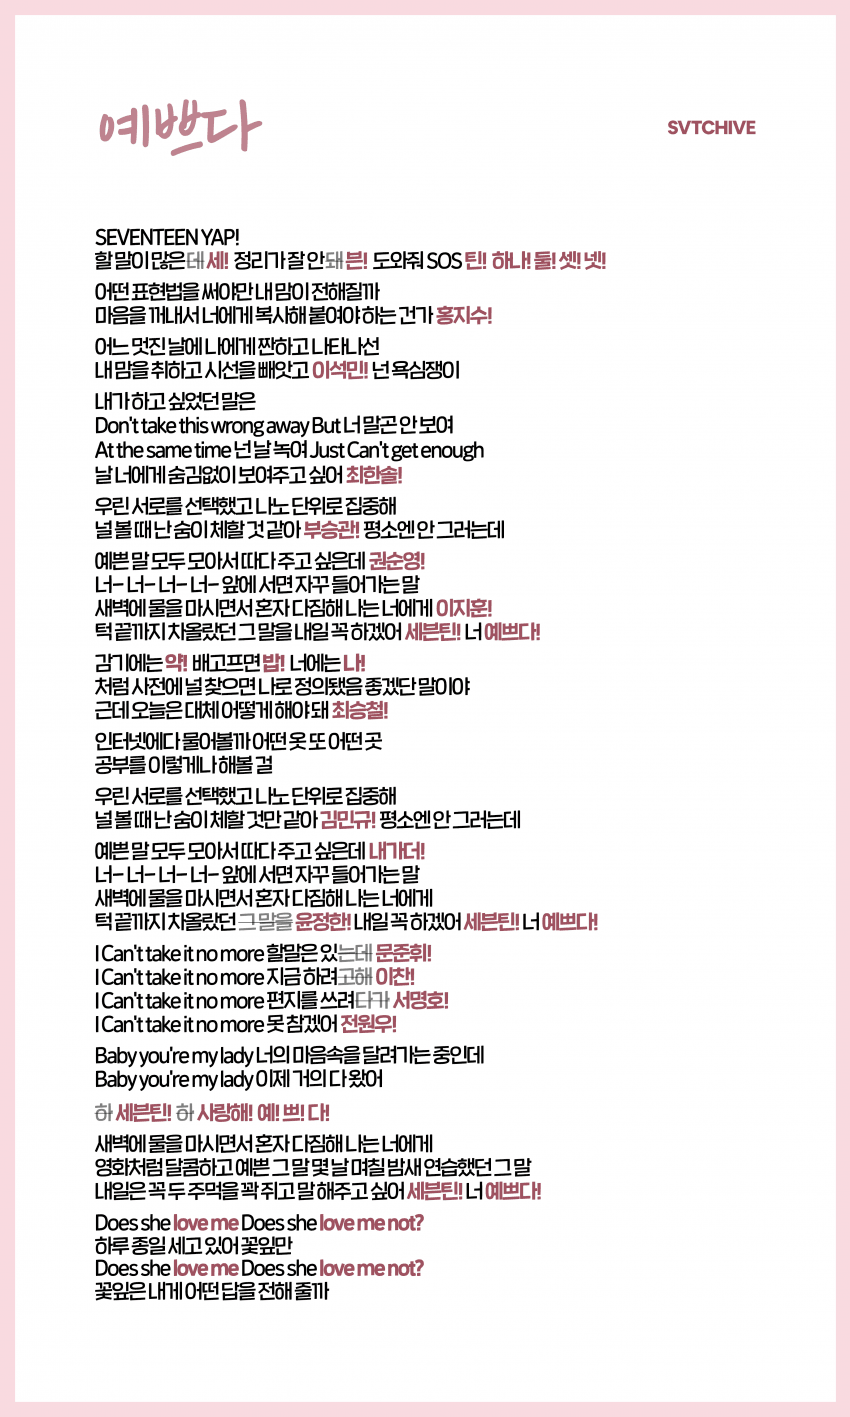 예쁘다
SVTCHIVE
SEVENTEEN YAP!
할 말이 많은데 세! 정리가 잘 안돼 븐! 도와줘 SOS 틴! 하나! 둘! 셋! 넷!
어떤 표현법을 써야만 내 맘이 전해질까
마음을 꺼내서 너에게 복사해 붙여야 하는 건가 홍지수!
어느 멋진 날에 나에게 짠하고 나타나선
내 맘을 취하고 시선을 빼앗고 이석민! 넌 욕심쟁이
내가 하고 싶었던 말은
Don't take this wrong away But 너 말곤 안 보여
At the same time 넌 날 녹여 Just Can't get enough
날 너에게 숨김없이 보여주고 싶어 최한솔!
우린 서로를 선택했고 나노 단위로 집중해
널 볼 때 난 숨이 체할 것 같아 부승관! 평소엔 안 그러는데
예쁜 말 모두 모아서 따다 주고 싶은데 권순영!
너- 너- 너- 너- 앞에 서면 자꾸 들어가는 말
새벽에 물을 마시면서 혼자 다짐해 나는 너에게 이지훈!
턱 끝까지 차올랐던 그 말을 내일 꼭 하겠어 세븐틴! 너 예쁘다!
감기에는 약! 배고프면 밥! 너에는 나!
처럼 사전에 널 찾으면 나로 정의됐음 좋겠단 말이야
근데 오늘은 대체 어떻게 해야 돼 최승철!
인터넷에다 물어볼까 어떤 옷 또 어떤 곳
공부를 이렇게나 해볼 걸
우린 서로를 선택했고 나노 단위로 집중해
널 볼 때 난 숨이 체할 것만 같아 김민규! 평소엔 안 그러는데
예쁜 말 모두 모아서 따다 주고 싶은데 내가더!
너- 너- 너- 너- 앞에 서면 자꾸 들어가는 말
새벽에 물을 마시면서 혼자 다짐해 나는 너에게
턱 끝까지 차올랐던 그 말을 윤정한! 내일 꼭 하겠어 세븐틴! 너 예쁘다!
I Can't take it no more 할말은 있는데 문준휘!
I Can't take it no more 지금 하려고해 이찬!
I Can't take it no more 편지를 쓰려다가 서명호!
I Can't take it no more 못 참겠어 전원우!
Baby you're my lady 너의 마음속을 달려가는 중인데
Baby you're my lady 이제 거의 다 왔어
하 세븐틴! 하 사랑해! 예! 쁘! 다!
새벽에 물을 마시면서 혼자 다짐해 나는 너에게
영화처럼 달콤하고 예쁜 그 말 몇 날 며칠 밤새 연습했던 그 말
내일은 꼭 두 주먹을 꽉 쥐고 말 해주고 싶어 세븐틴! 너 예쁘다!
Does she love me Does she love me not?
하루 종일 세고 있어 꽃잎만
Does she love me Does she love me not?
꽃잎은 내게 어떤 답을 전해 줄까